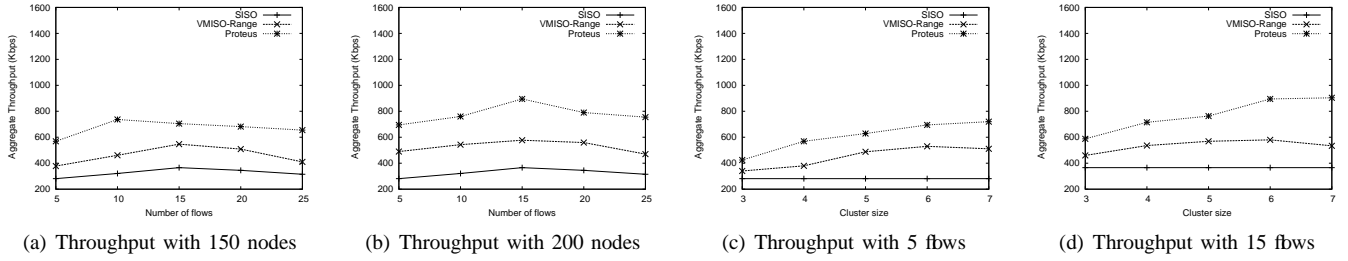 1600
1400
1200
1000
800
600
400
200
Aggregate Throughput (Kbps)
SISO
VMISO-Range
Proteus
5 10 15 20 25
Number of flows
(a) Throughput with 150 nodes
1600
1400
1200
1000
800
600
400
200
Aggregate Throughput (Kbps)
SISO
VMISO-Range
Proteus
5 10 15 20 25
Number of flows
(b) Throughput with 200 nodes
1600
1400
1200
1000
800
600
400
200
Aggregate Throughput (Kbps)
SISO
VMISO-Range
Proteus
3 4 5 6 7
Cluster size
(c) Throughput with 5 flows
1600
1400
1200
1000
800
600
400
200
Aggregate Throughput (Kbps)
SISO
VMISO-Range
Proteus
3 4 5 6 7
Cluster size
(d) Throughput with 15 flows